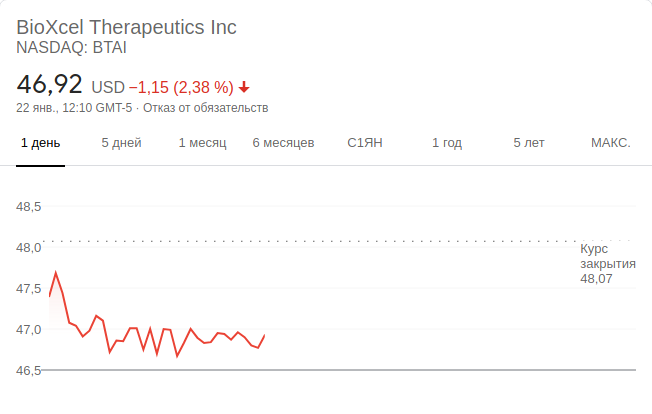 BioXcel Therapeutics Inc
NASDAQ: BTAI
46,92 USD −1,15 (2,38 %)
22 янв., 12:10 GMT-5 · Отказ от обязательств
1 день 5 дней 1 месяц 6 месяцев С1ЯН 1 год 5 лет МАКС.
48,5
48,0
Курс
закрытия
48,07
47,5
47,0
46,5